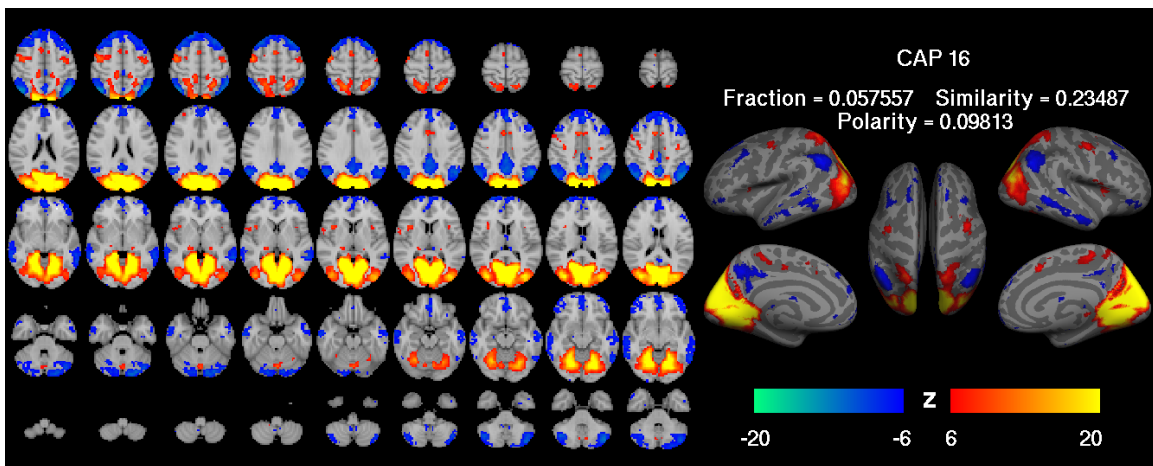 CAP 16
Fraction = 0.057557 Similarity = 0.23487
Polarity = 0.09813
z
-20 -6 6 20